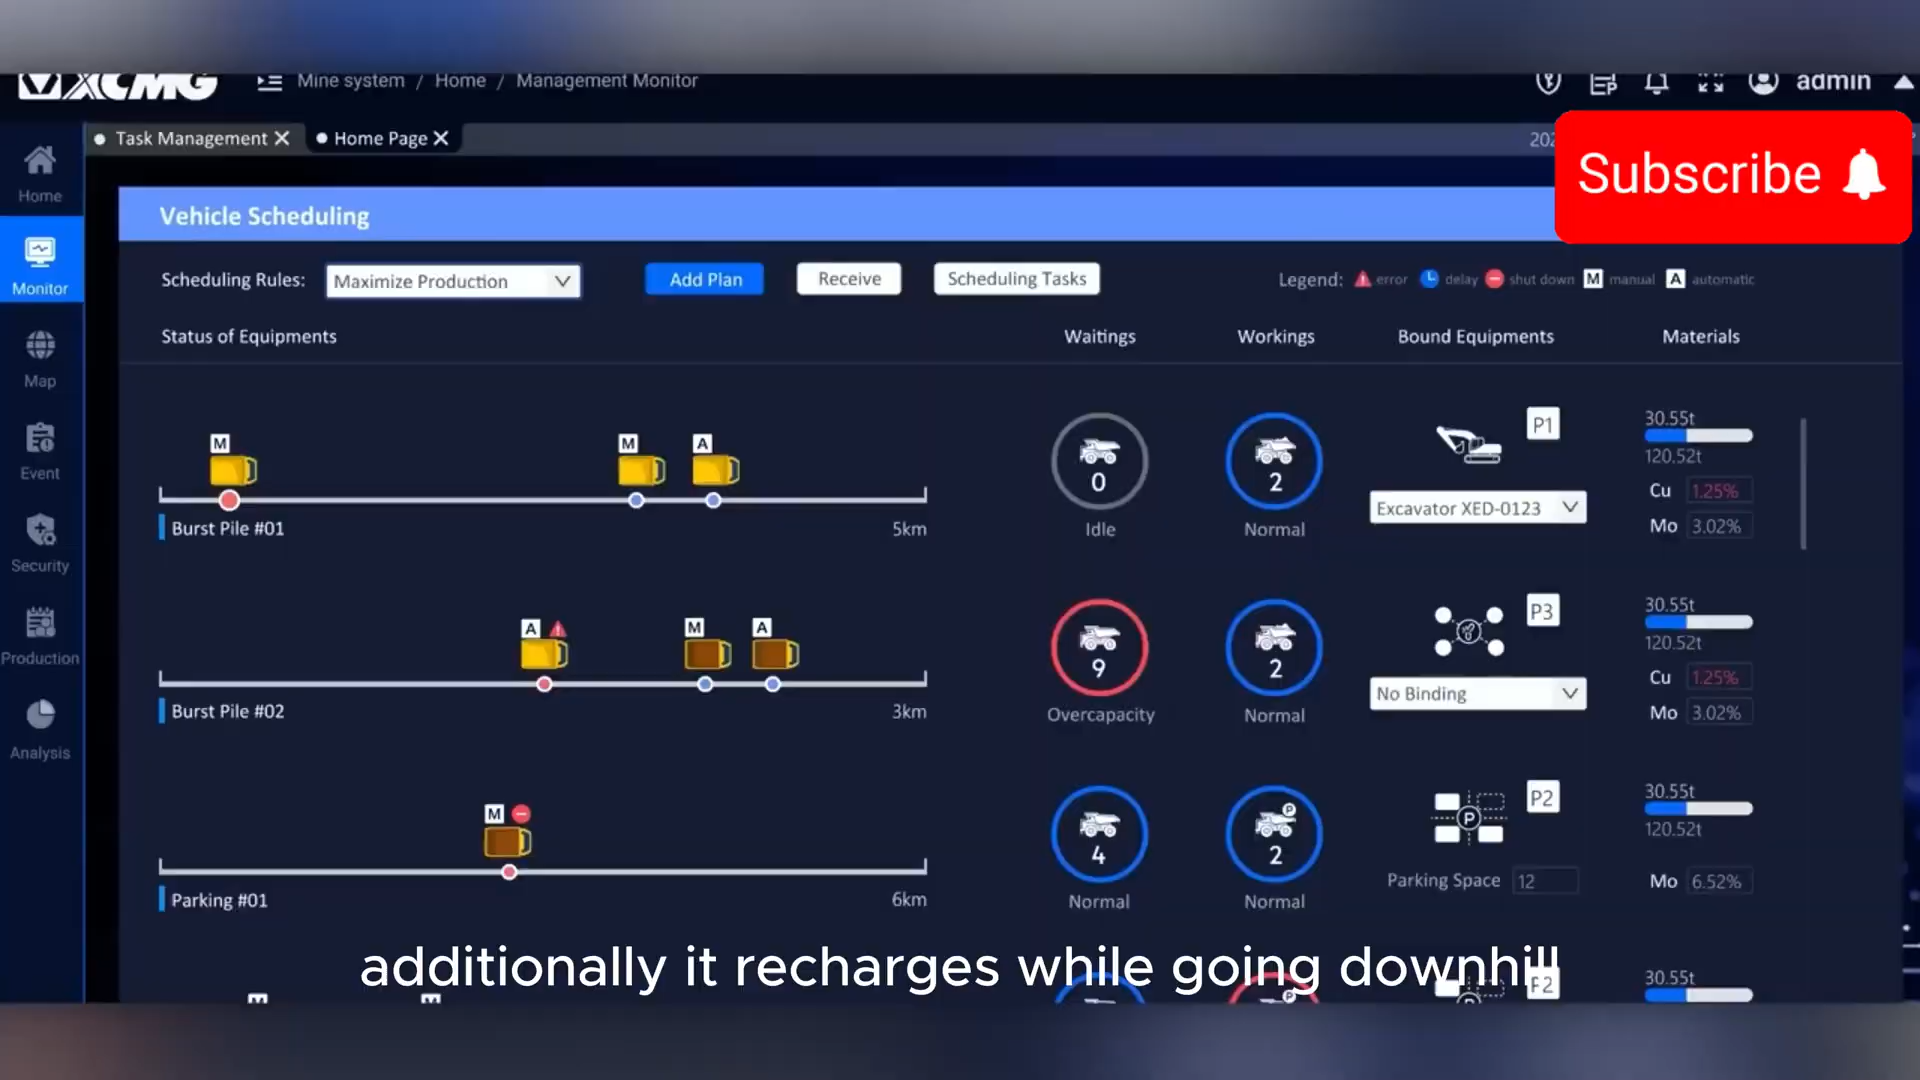 XCMG
Mine system / Home / Management Monitor
admin
Task Management
Home Page
202
Subscribe
Home
Monitor
Map
Event
Security
Production
Analysis
Vehicle Scheduling
Scheduling Rules: Maximize Production
Add Plan
Receive
Scheduling Tasks
Legend: error delay shut down M manual A automatic
Status of Equipments
Waitings
Workings
Bound Equipments
Materials
M
M
A
Burst Pile #01
5km
0
Idle
2
Normal
P1
Excavator XED-0123
30.55t
120.52t
Cu 1.25%
Mo 3.02%
A
M
A
Burst Pile #02
3km
9
Overcapacity
2
Normal
P3
No Binding
30.55t
120.52t
Cu 1.25%
Mo 3.02%
M
Parking #01
6km
4
Normal
P
2
Normal
P
P2
Parking Space 12
30.55t
120.52t
Mo 6.52%
additionally it recharges while going downhill
M
M
P
P
30.55t